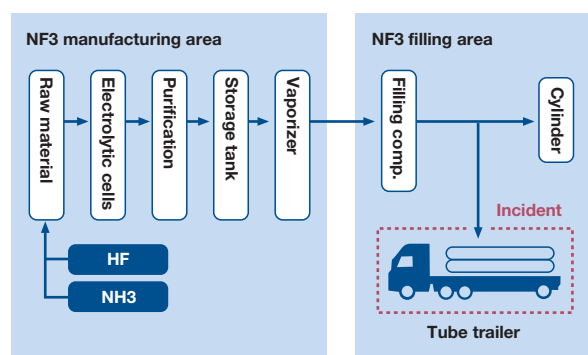 NF3 manufacturing area
Raw material
Electrolytic cells
Purification
Storage tank
Vaporizer
HF
NH3
NF3 filling area
Filling comp.
Cylinder
Incident
Tube trailer